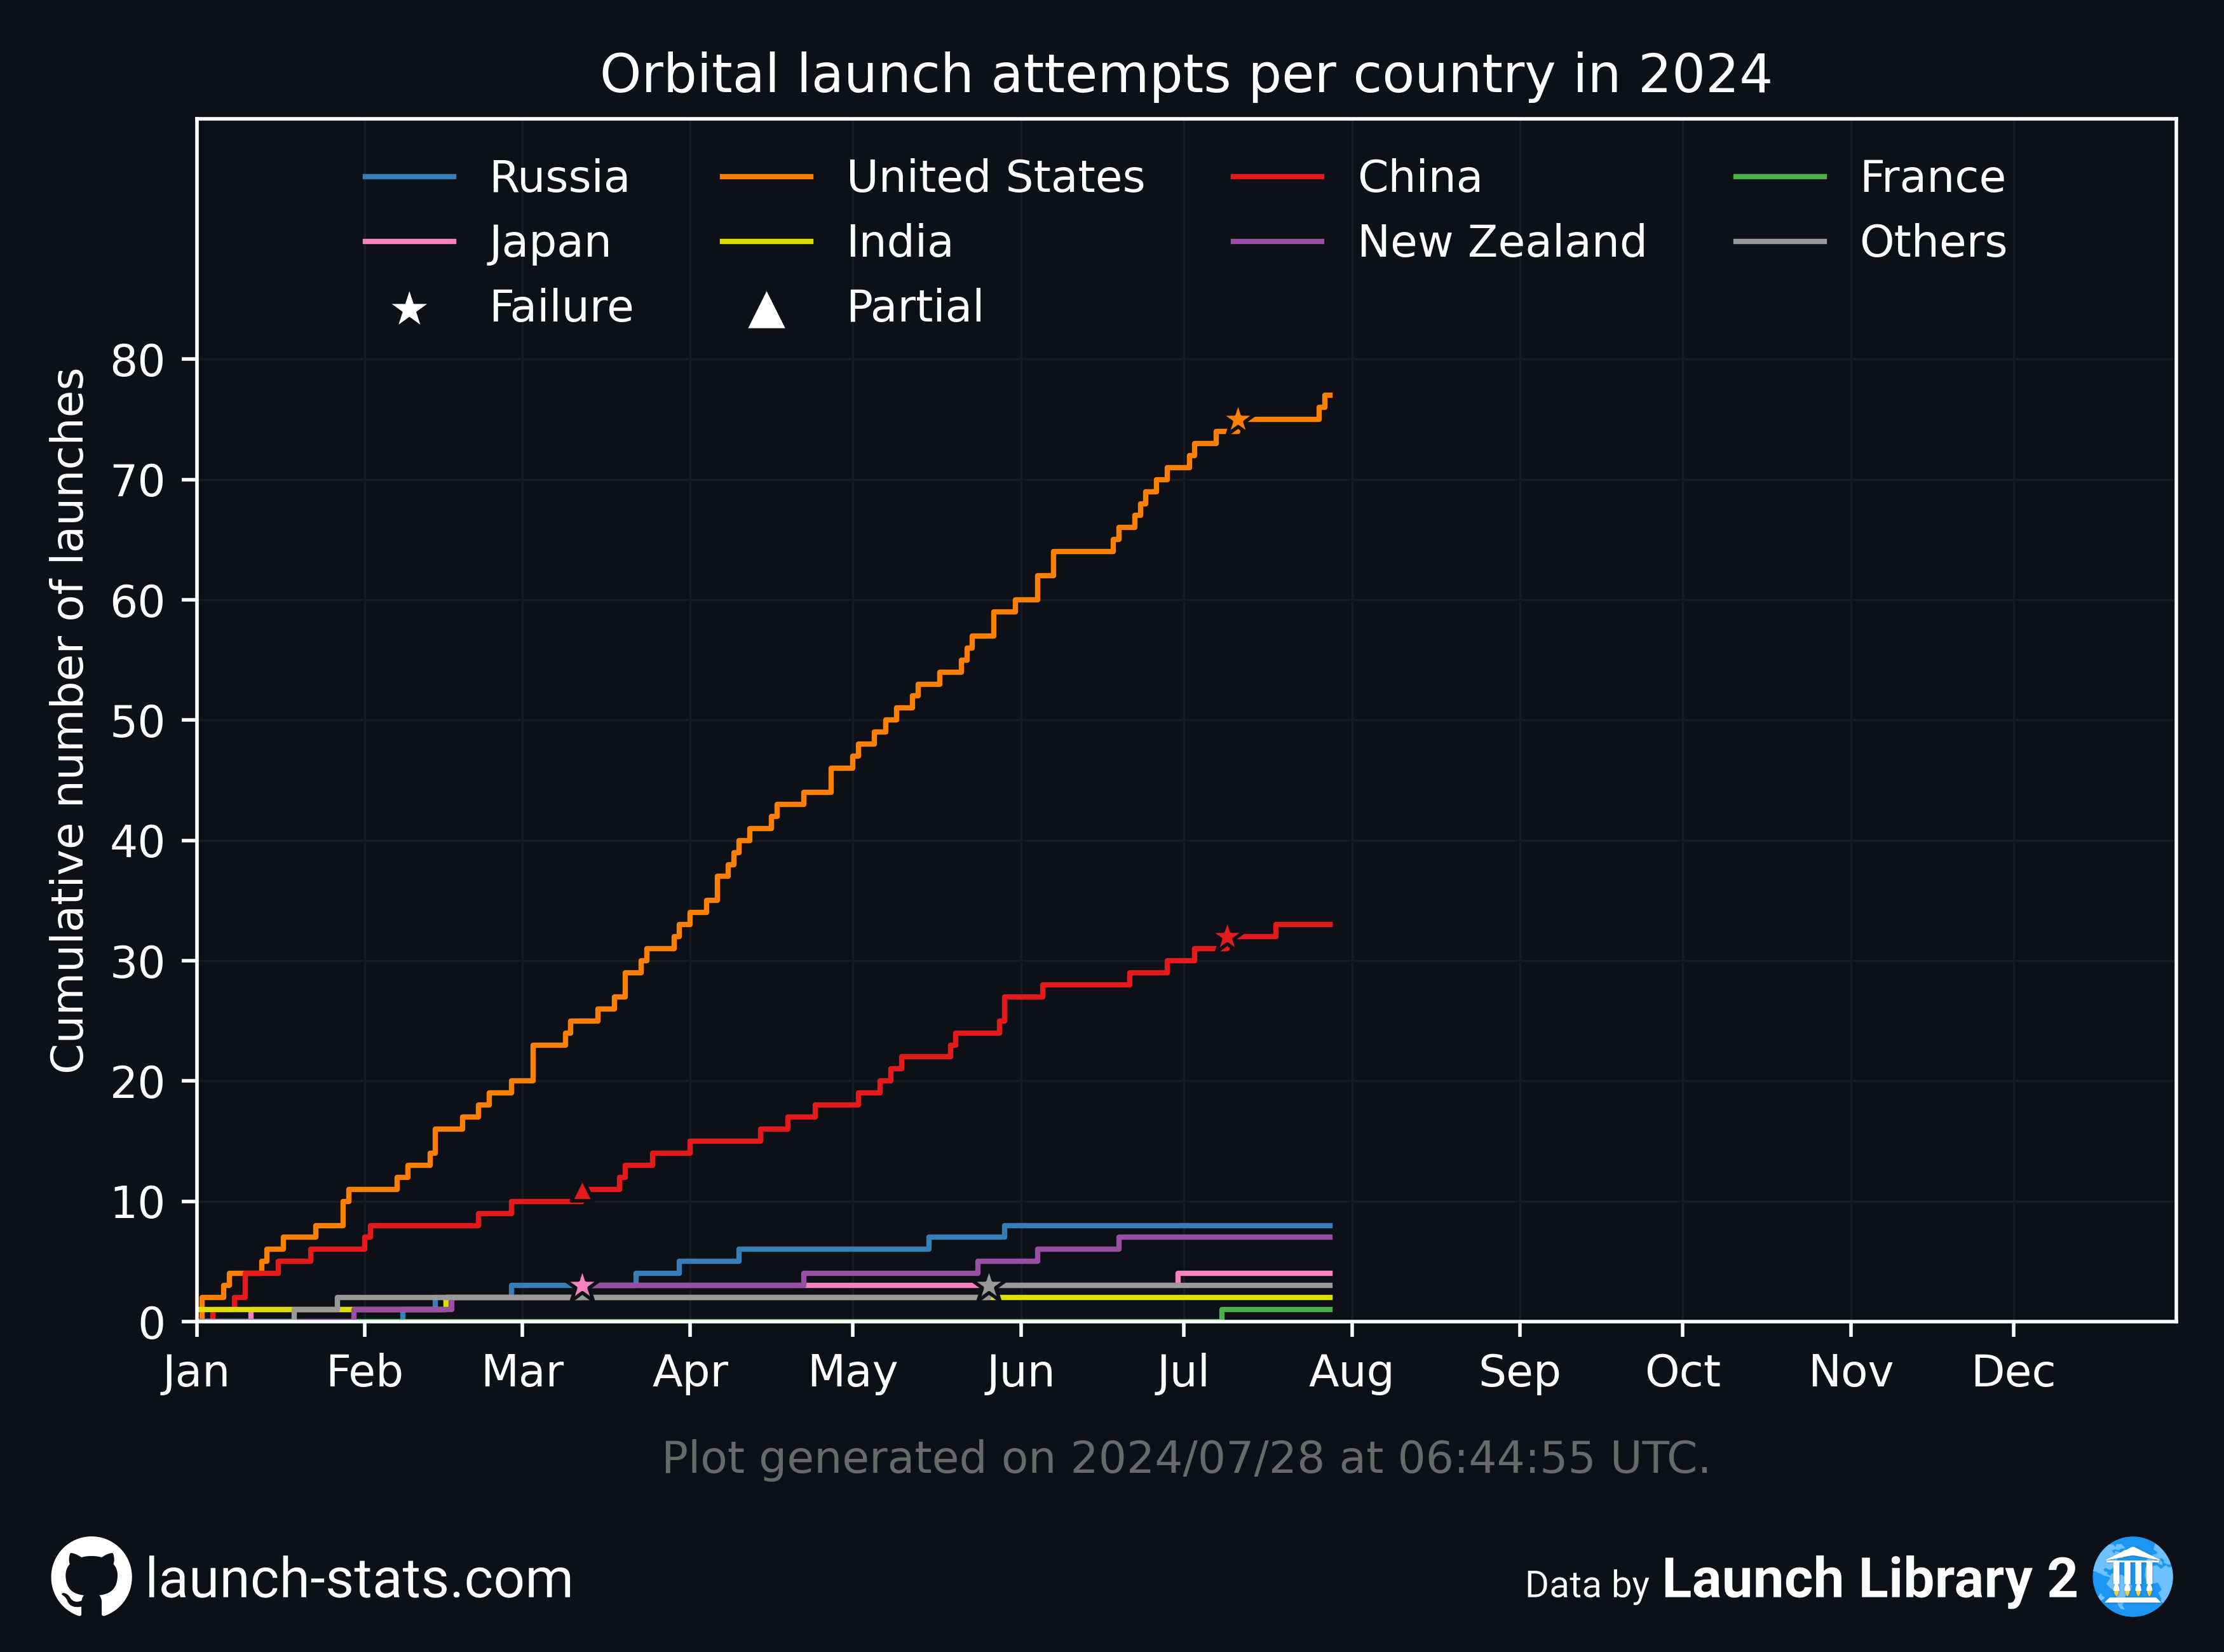 Orbital launch attempts per country in 2024
Russia United States China France
Japan India New Zealand Others
Failure Partial
Cumulative number of launches
80
70
60
50
40
30
20
10
0
Jan Feb Mar Apr May Jun Jul Aug Sep Oct Nov Dec
Plot generated on 2024/07/28 at 06:44:55 UTC.
launch-stats.com
Data by Launch Library 2